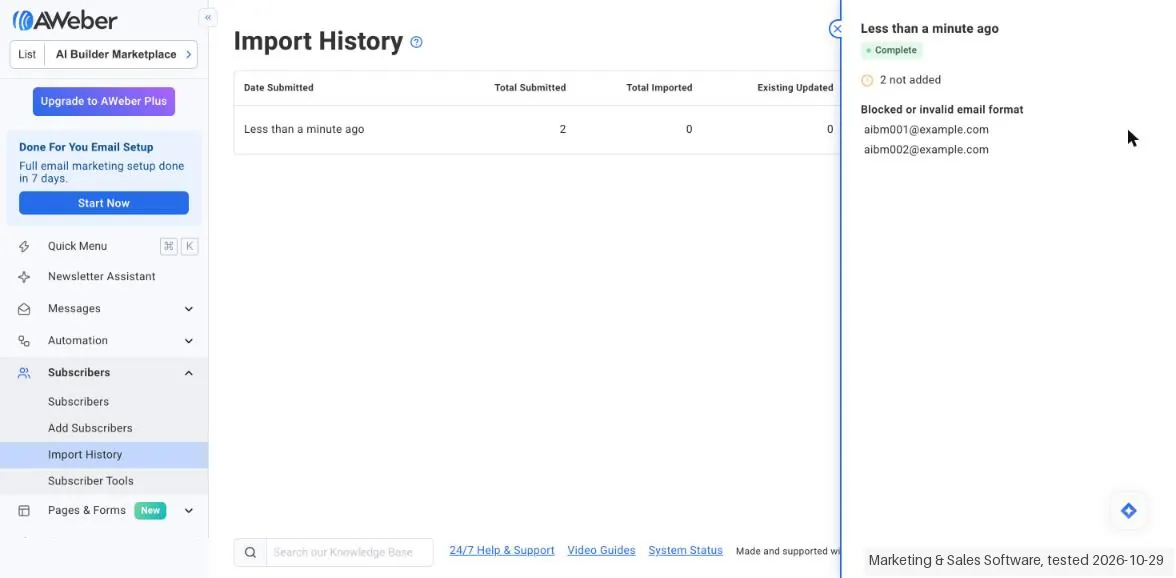 AWeber
«
List AI Builder Marketplace
Upgrade to AWeber Plus
Done For You Email Setup
Full email marketing setup done
in 7 days.
Start Now
Quick Menu ⌘ K
Newsletter Assistant
Messages
Automation
Subscribers
Subscribers
Add Subscribers
Import History
Subscriber Tools
Pages & Forms New
Import History ?
Date Submitted Total Submitted Total Imported Existing Updated
Less than a minute ago 2 0 0
Search our Knowledge Base
24/7 Help & Support Video Guides System Status Made and supported wi
Less than a minute ago
Complete
2 not added
Blocked or invalid email format
aibm001@example.com
aibm002@example.com
Marketing & Sales Software, tested 2026-10-29